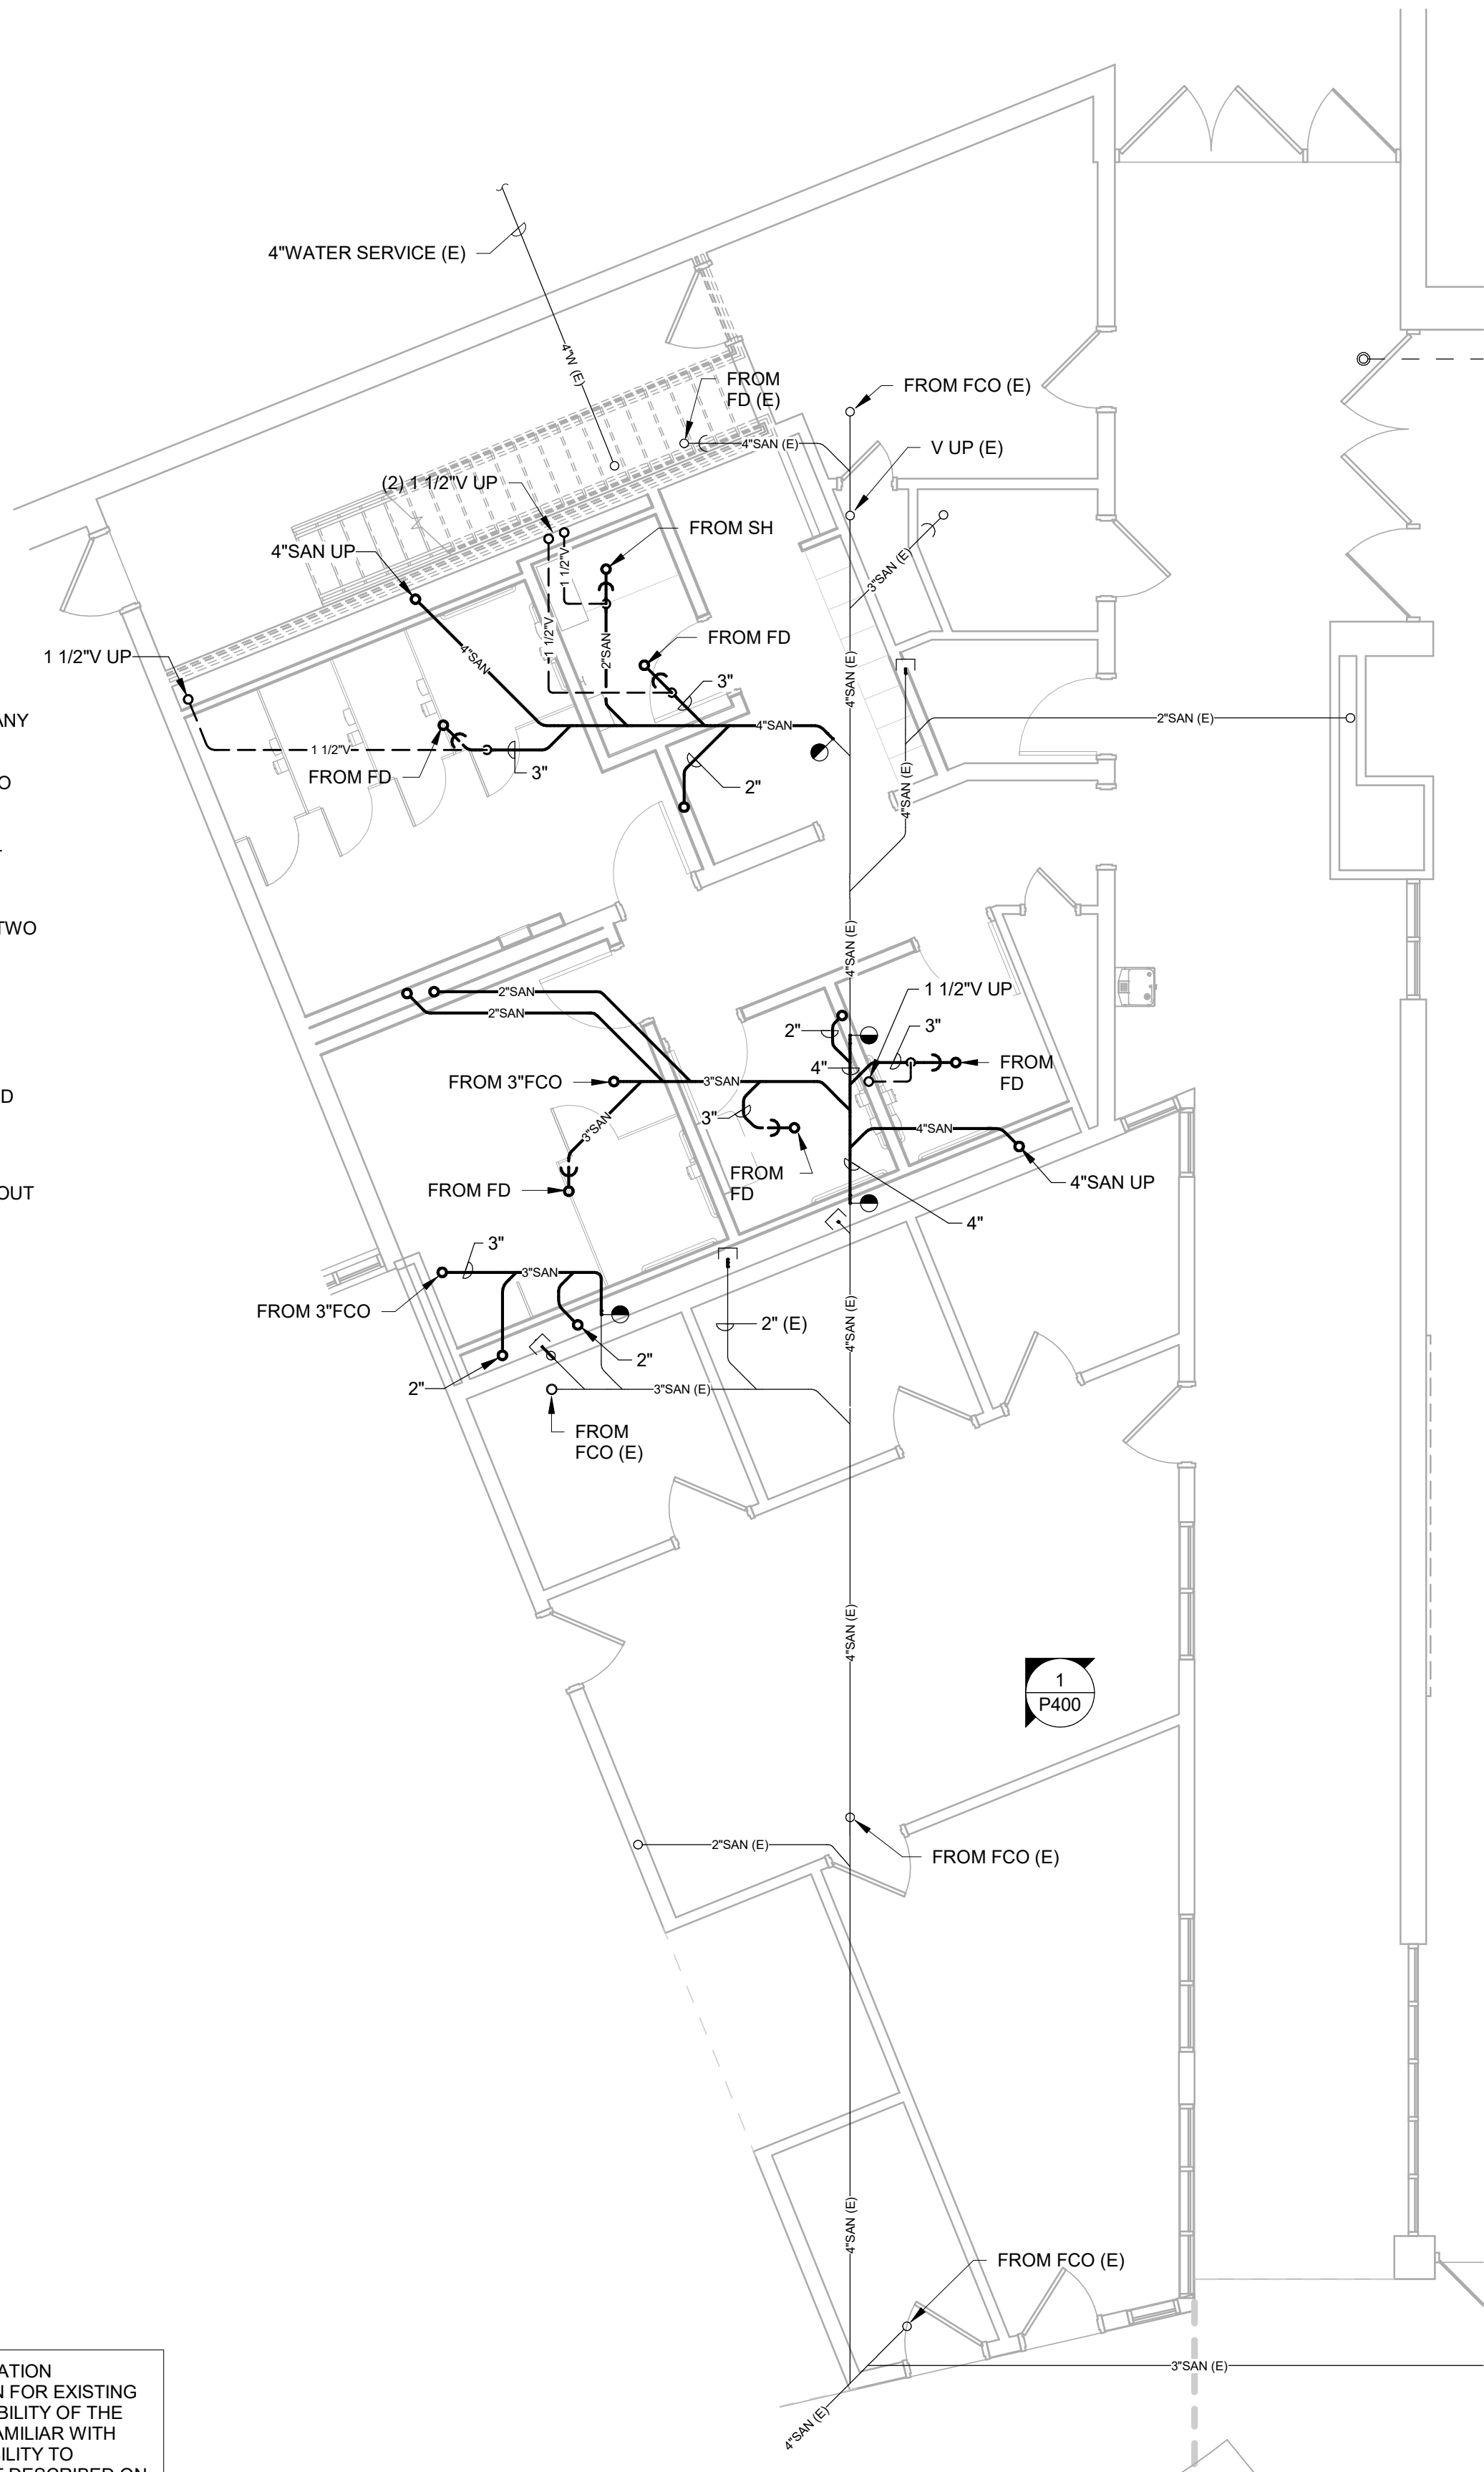 4"WATER SERVICE (E)
4"W (E)
FROM
FD (E)
FROM FCO (E)
4"SAN (E)
V UP (E)
(2) 1 1/2"V UP
FROM SH
4"SAN UP
3"SAN (E)
1 1/2"V
1 1/2"V
2"SAN
FROM FD
1 1/2"V UP
4"SAN
3"
4"SAN (E)
ANY
2"SAN (E)
4"SAN
1 1/2"V
FROM FD
3"
2"
4"SAN (E)
O
TWO
4"SAN (E)
2"SAN
2"SAN
1 1/2"V UP
2"
3"
4"
FROM
FD
FROM 3"FCO
3"SAN
3"SAN
3"
D
4"SAN
FROM
FD
4"SAN UP
FROM FD
OUT
4"
3"
3"SAN
FROM 3"FCO
2" (E)
4"SAN (E)
2"
2"
3"SAN (E)
FROM
FCO (E)
4"SAN (E)
1
P400
2"SAN (E)
FROM FCO (E)
4"SAN (E)
FROM FCO (E)
3"SAN (E)
4"SAN (E)
ATION
N FOR EXISTING
BILITY OF THE
AMILIAR WITH
ILITY TO
T DESCRIBED ON